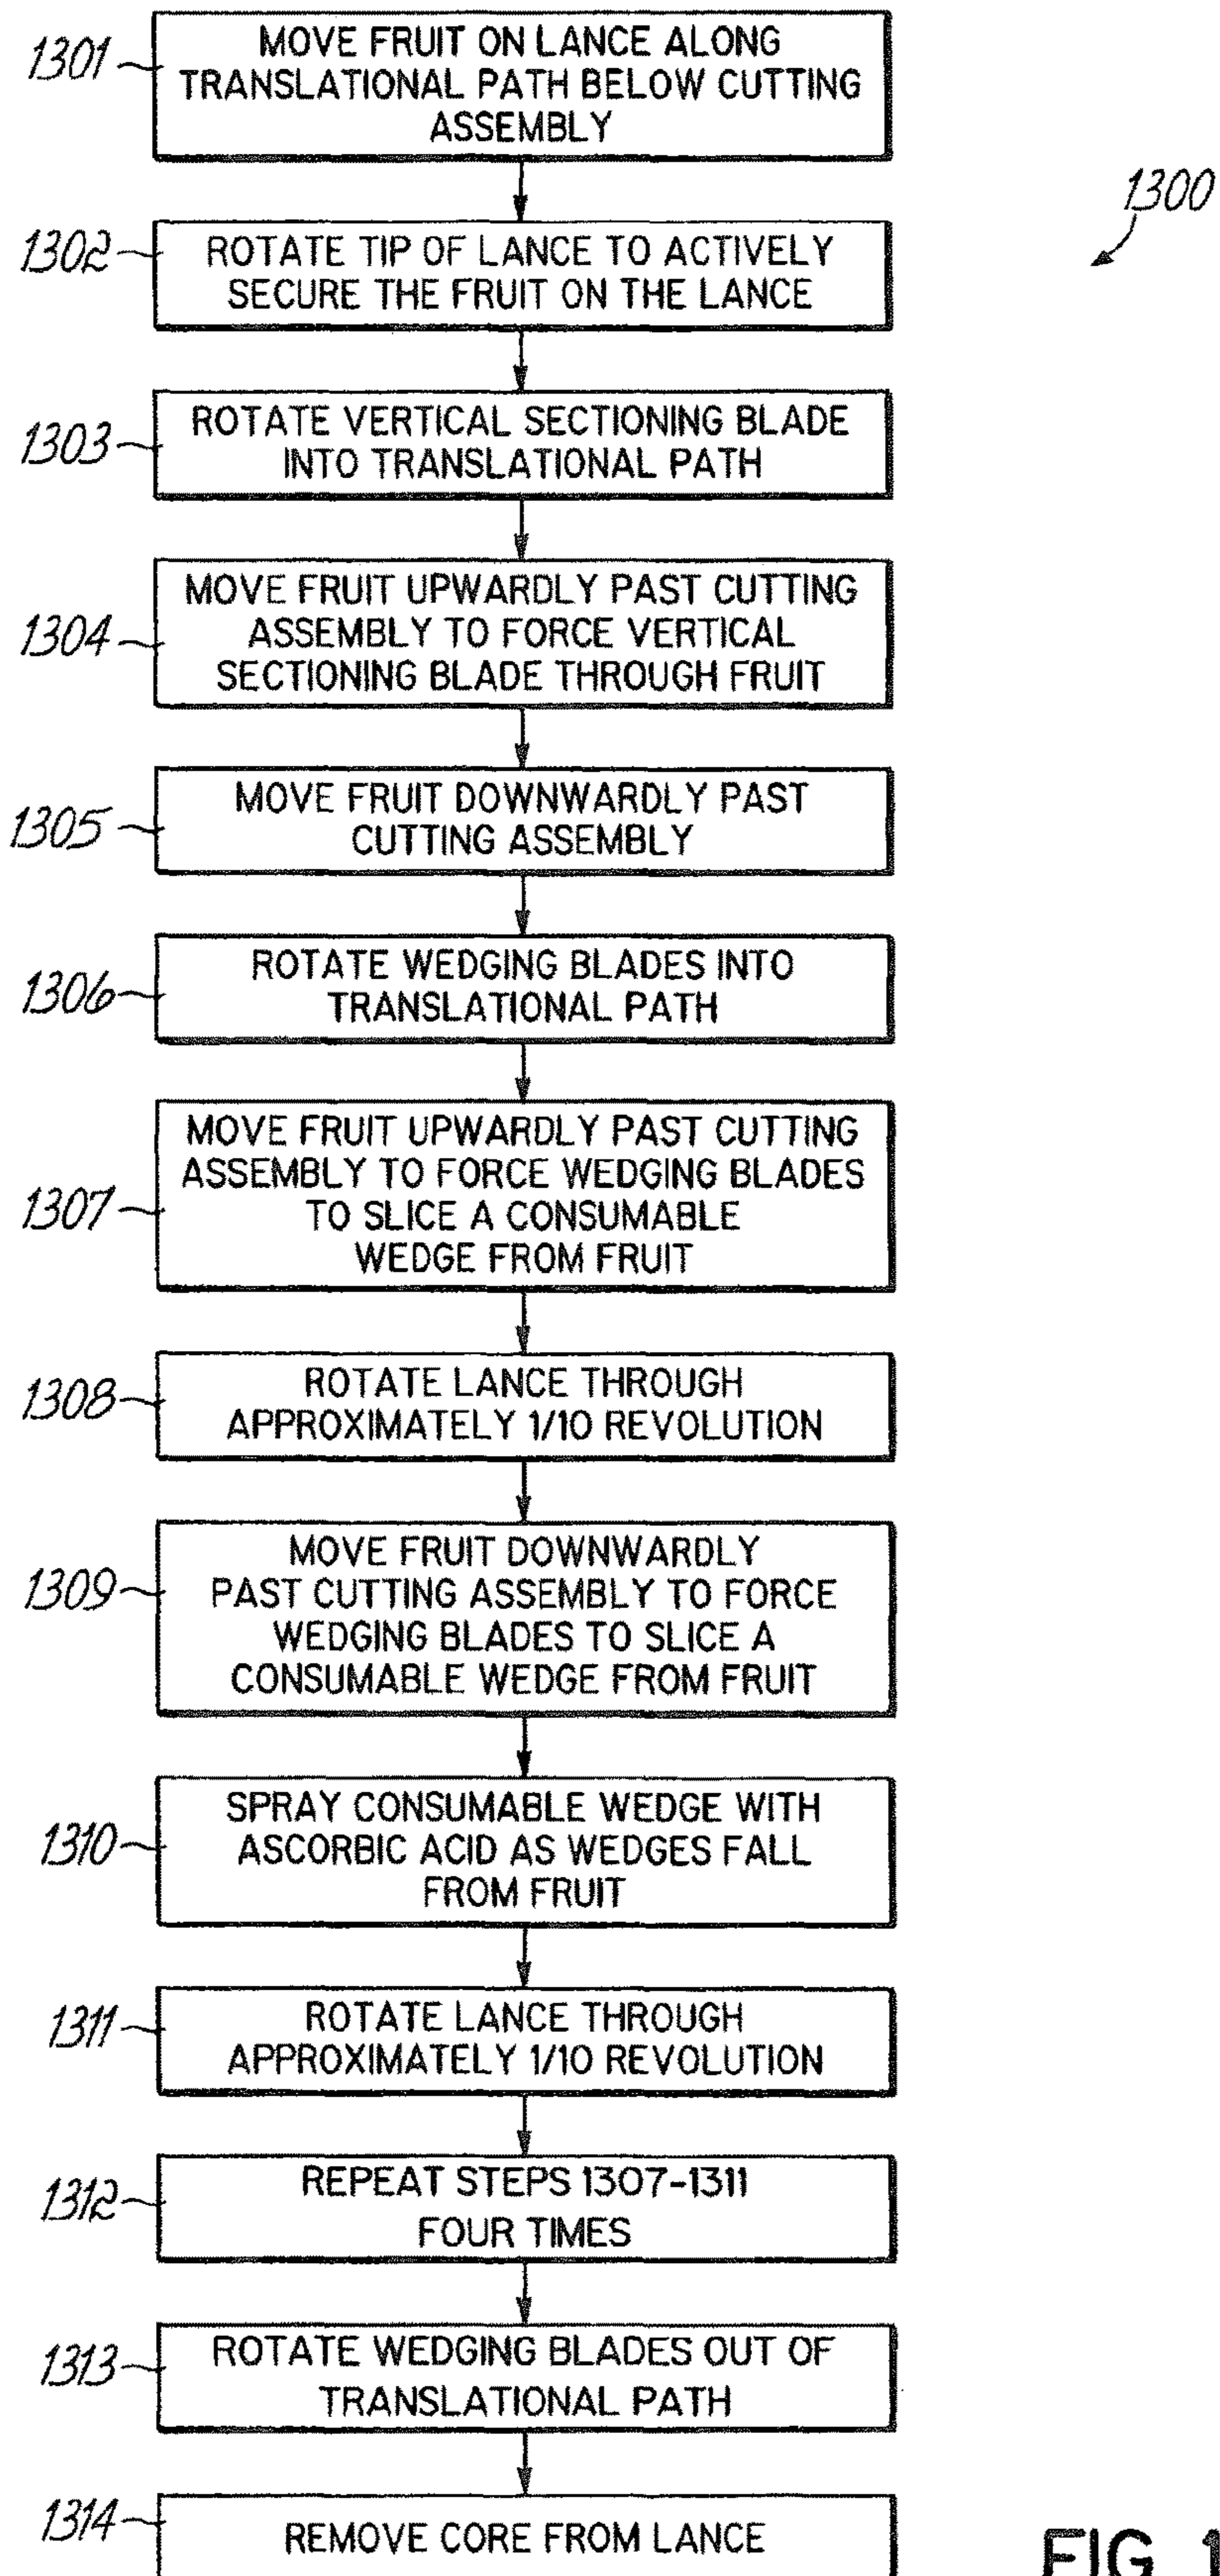 1301
MOVE FRUIT ON LANCE ALONG
TRANSLATIONAL PATH BELOW CUTTING
ASSEMBLY
1300
1302
ROTATE TIP OF LANCE TO ACTIVELY
SECURE THE FRUIT ON THE LANCE
1303
ROTATE VERTICAL SECTIONING BLADE
INTO TRANSLATIONAL PATH
1304
MOVE FRUIT UPWARDLY PAST CUTTING
ASSEMBLY TO FORCE VERTICAL
SECTIONING BLADE THROUGH FRUIT
1305
MOVE FRUIT DOWNWARDLY PAST
CUTTING ASSEMBLY
1306
ROTATE WEDGING BLADES INTO
TRANSLATIONAL PATH
1307
MOVE FRUIT UPWARDLY PAST CUTTING
ASSEMBLY TO FORCE WEDGING BLADES
TO SLICE A CONSUMABLE
WEDGE FROM FRUIT
1308
ROTATE LANCE THROUGH
APPROXIMATELY 1/10 REVOLUTION
1309
MOVE FRUIT DOWNWARDLY
PAST CUTTING ASSEMBLY TO FORCE
WEDGING BLADES TO SLICE A
CONSUMABLE WEDGE FROM FRUIT
1310
SPRAY CONSUMABLE WEDGE WITH
ASCORBIC ACID AS WEDGES FALL
FROM FRUIT
1311
ROTATE LANCE THROUGH
APPROXIMATELY 1/10 REVOLUTION
1312
REPEAT STEPS 1307-1311
FOUR TIMES
1313
ROTATE WEDGING BLADES OUT OF
TRANSLATIONAL PATH
1314
REMOVE CORE FROM LANCE
FIG. 1